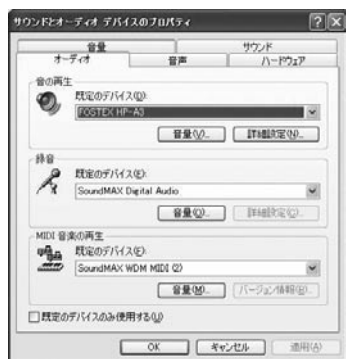 サウンドとオーディオ デバイスのプロパティ
音量 サウンド
オーディオ 音声 ハードウェア
音の再生
既定のデバイス(D):
FOSTEX HP-A3
音量(V)... 詳細設定(N)...
録音
既定のデバイス(E):
SoundMAX Digital Audio
音量(O)... 詳細設定(C)...
MIDI 音楽の再生
既定のデバイス(F):
SoundMAX WDM MIDI (2)
音量(M)... バージョン情報(B)...
既定のデバイスのみ使用する(U)
OK キャンセル 適用(A)